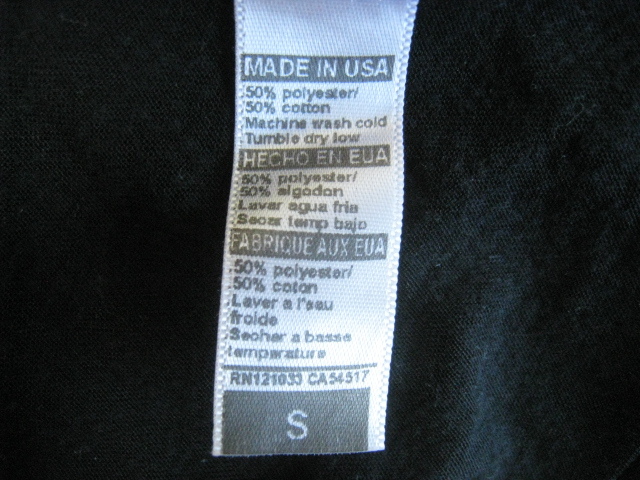 MADE IN USA
50% polyester/
50% cotton
Machine wash cold
Tumble dry low
HECHO EN EUA
50% polyester/
50% algodon
Lavar agua fria
Secar temp bajo
FABRIQUE AUX EUA
50% polyester/
50% coton
Laver a l'eau
froide
Secher a basse
temperature
RN121033 CA54517
S